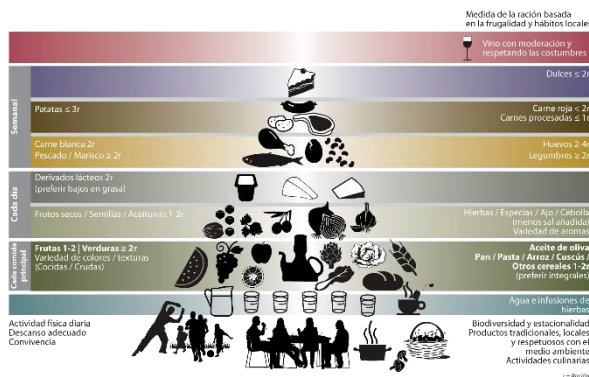 Medida de la ración basada
en la frugalidad y hábitos locales
Vino con moderación y
respetando las costumbres
Semanal
Dulces ≤ 2r
Patatas ≤ 3r
Carne roja < 2r
Carnes procesadas ≤ 1r
Carne blanca 2r
Pescado / Marisco ≥ 2r
Huevos 2-4r
Legumbres ≥ 2r
Cada día
Derivados lácteos 2r
(preferir bajos en grasa)
Frutos secos / Semillas / Aceitunas 1-2r
Hierbas / Especias / Ajo / Cebolla
(menos sal añadida)
Variedad de aromas
Cada comida
principal
Frutas 1-2 | Verduras ≥ 2r
Variedad de colores / texturas
(Cocidas / Crudas)
Aceite de oliva
Pan / Pasta / Arroz / Cuscús /
Otros cereales 1-2r
(preferir integrales)
Agua e infusiones de
hierbas
Actividad física diaria
Descanso adecuado
Convivencia
Biodiversidad y estacionalidad
Productos tradicionales, locales
y respetuosos con el
medio ambiente
Actividades culinarias
r = Ración